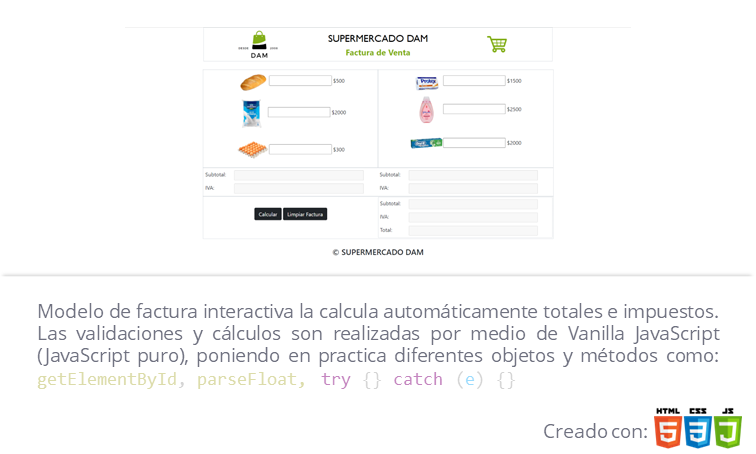 SUPERMERCADO DAM
Factura de Venta
DESDE
DAM
$500
$1500
$2000
$2500
$300
$2000
Subtotal:
Subtotal:
IVA:
IVA:
Calcular
Limpiar Factura
Subtotal:
IVA:
Total:
© SUPERMERCADO DAM
Modelo de factura interactiva la calcula automáticamente totales e impuestos.
Las validaciones y cálculos son realizadas por medio de Vanilla JavaScript
(JavaScript puro), poniendo en practica diferentes objetos y métodos como:
getElementById, parseFloat, try {} catch (e) {}
Creado con:
HTML CSS JS
5 3